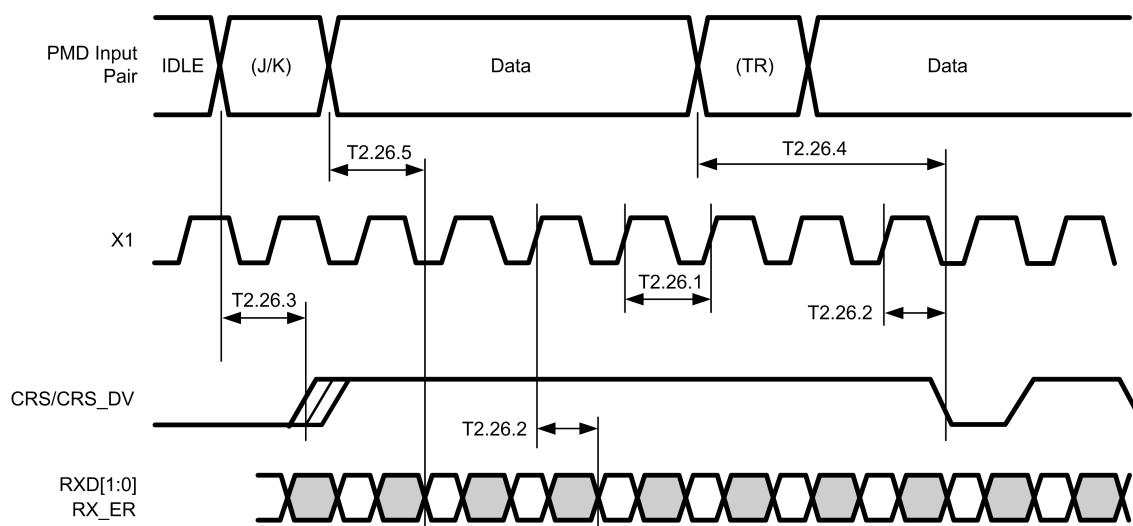 PMD Input
Pair
IDLE
(J/K)
Data
(TR)
Data
T2.26.5
T2.26.4
X1
T2.26.1
T2.26.3
T2.26.2
CRS/CRS_DV
T2.26.2
RXD[1:0]
RX_ER